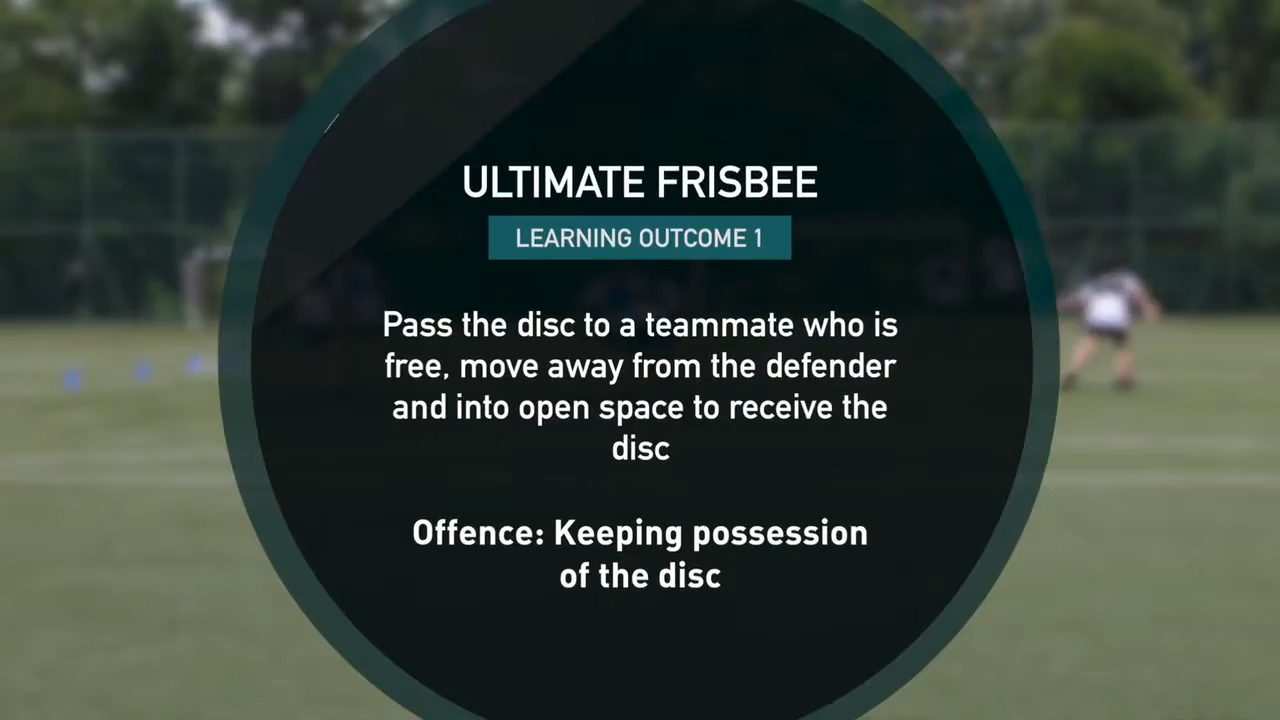 ULTIMATE FRISBEE
LEARNING OUTCOME 1
Pass the disc to a teammate who is
free, move away from the defender
and into open space to receive the
disc
Offence: Keeping possession
of the disc